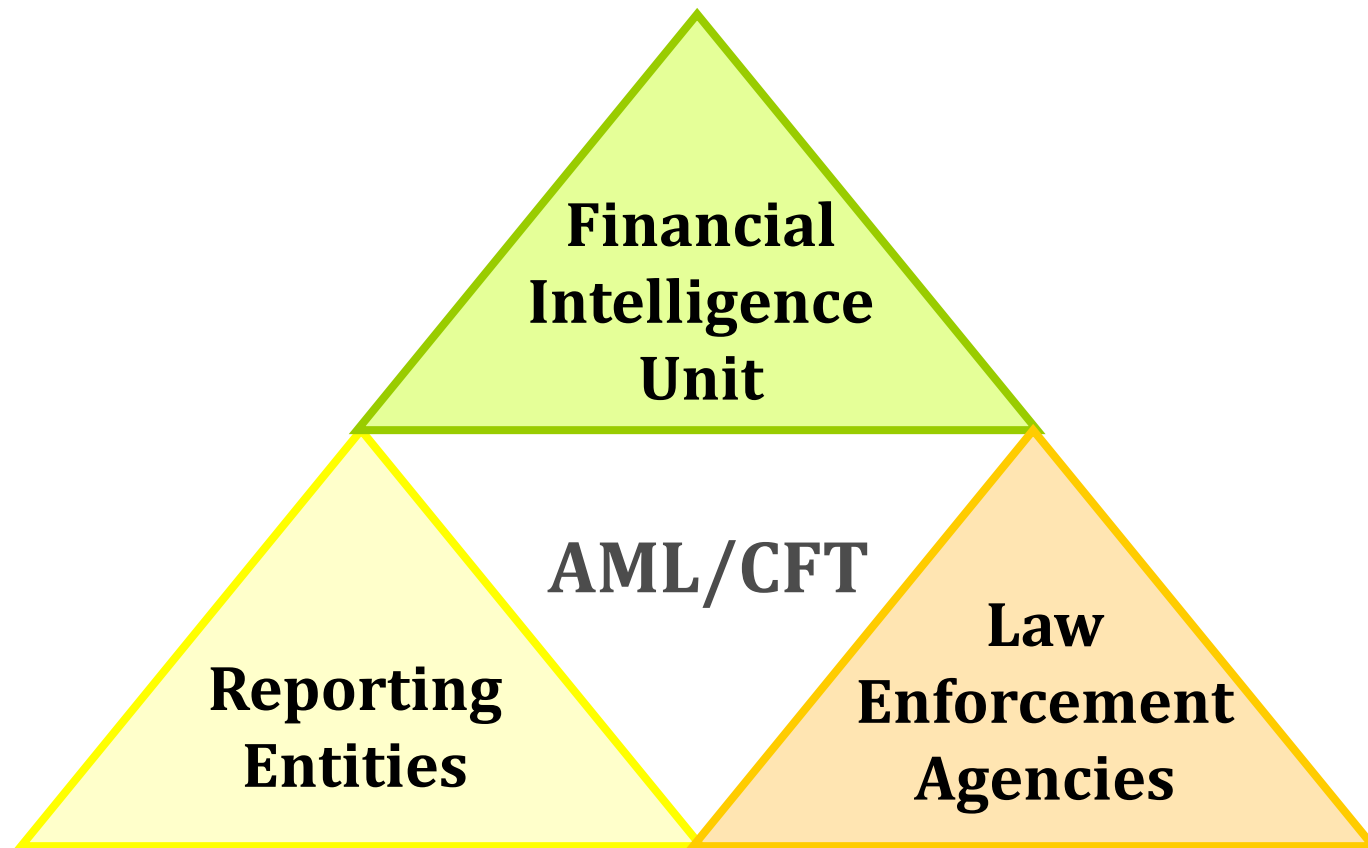 Financial
Intelligence
Unit
AML/CFT
Reporting
Entities
Law
Enforcement
Agencies